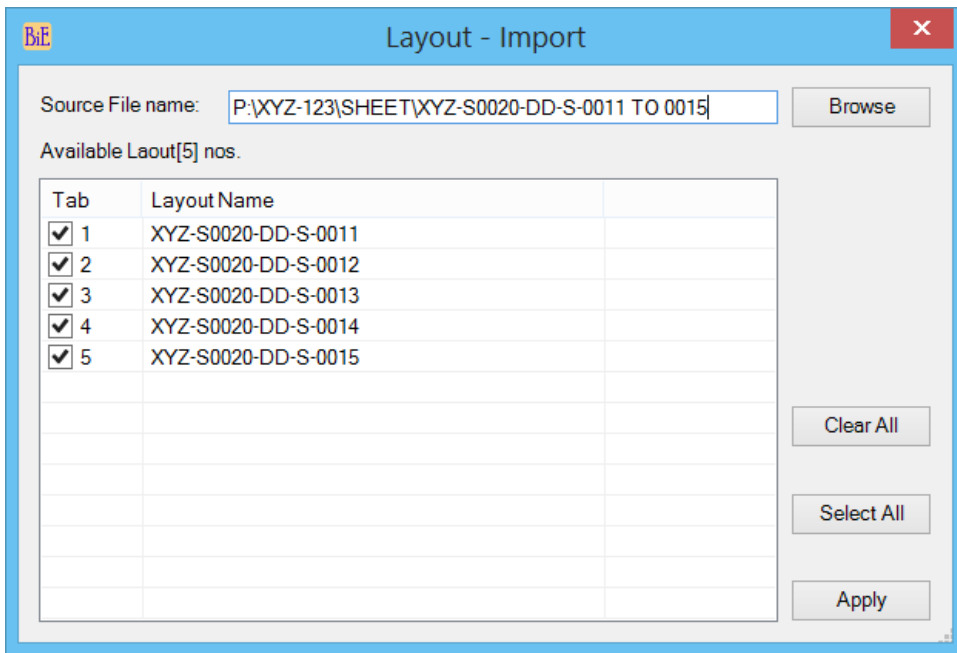 BiE
Layout - Import
Source File name: P:\XYZ-123\SHEET\XYZ-S0020-DD-S-0011 TO 0015 Browse
Available Laout[5] nos.
Tab Layout Name
1 XYZ-S0020-DD-S-0011
2 XYZ-S0020-DD-S-0012
3 XYZ-S0020-DD-S-0013
4 XYZ-S0020-DD-S-0014
5 XYZ-S0020-DD-S-0015
Clear All
Select All
Apply